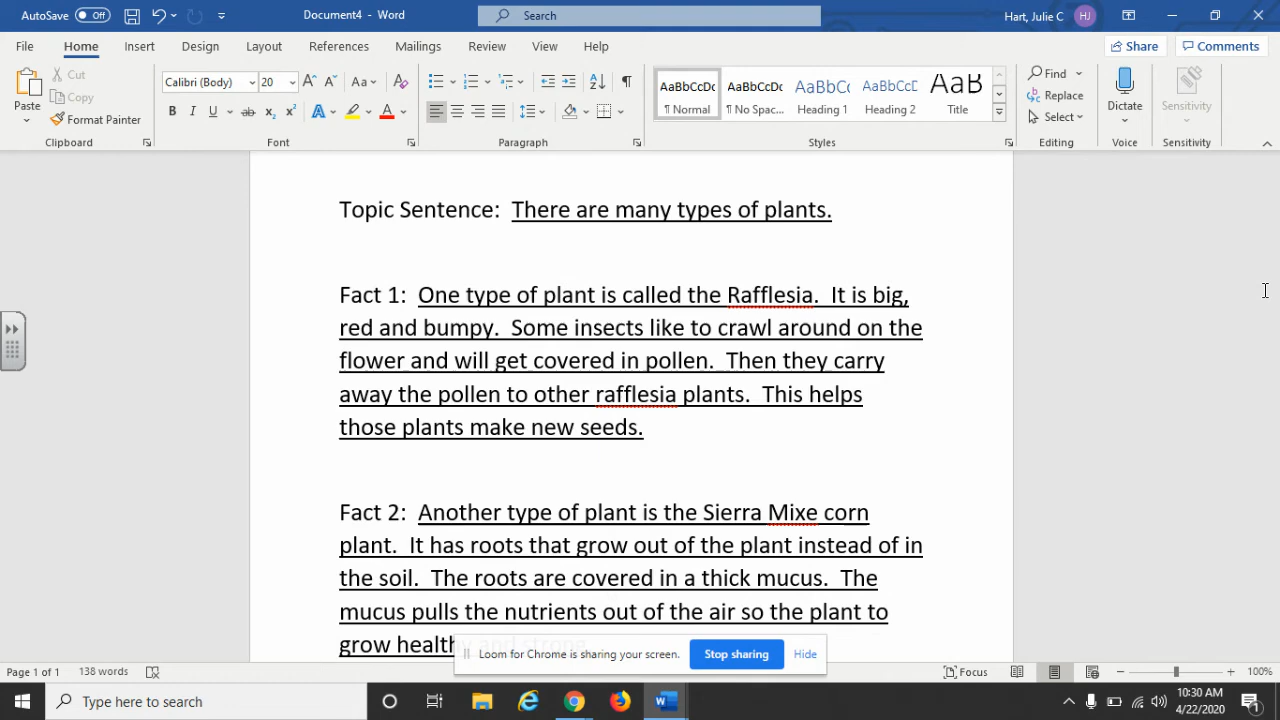 AutoSave Off Document4 - Word Search Hart, Julie C HJ
File Home Insert Design Layout References Mailings Review View Help Share Comments
Paste Cut Copy Format Painter
Calibri (Body) 20
AaBbCcDc AaBbCcDc AaBbCc AaBbCcD AaB
¶ Normal ¶ No Spac... Heading 1 Heading 2 Title
Find Replace Select Dictate Sensitivity
Clipboard Font Paragraph Styles Editing Voice Sensitivity
Topic Sentence: There are many types of plants.
Fact 1: One type of plant is called the Rafflesia. It is big,
red and bumpy. Some insects like to crawl around on the
flower and will get covered in pollen. Then they carry
away the pollen to other rafflesia plants. This helps
those plants make new seeds.
Fact 2: Another type of plant is the Sierra Mixe corn
plant. It has roots that grow out of the plant instead of in
the soil. The roots are covered in a thick mucus. The
mucus pulls the nutrients out of the air so the plant to
grow healthy and strong.
Loom for Chrome is sharing your screen. Stop sharing Hide
Page 1 of 1 138 words Focus 100%
Type here to search
10:30 AM
4/22/2020